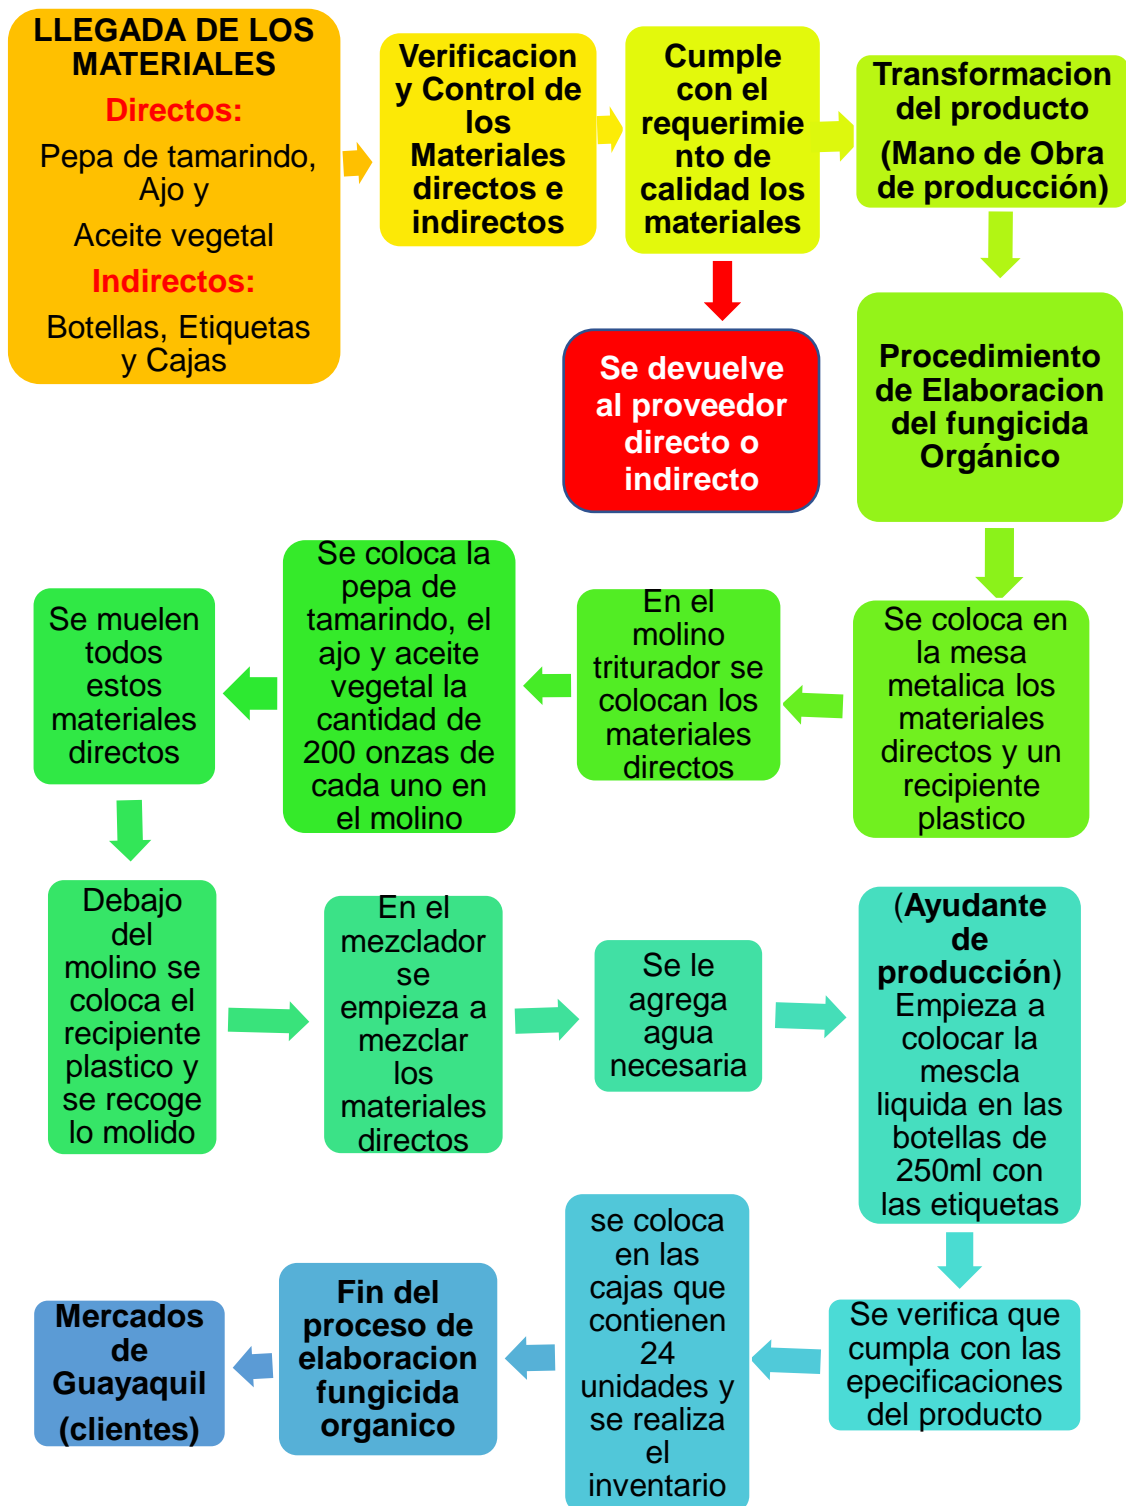 LLEGADA DE LOS
MATERIALES
Directos:
Pepa de tamarindo,
Ajo y
Aceite vegetal
Indirectos:
Botellas, Etiquetas
y Cajas
Verificacion
y Control de
los
Materiales
directos e
indirectos
Cumple
con el
requerimie
nto de
calidad los
materiales
Transformacion
del producto
(Mano de Obra
de producción)
Se devuelve
al proveedor
directo o
indirecto
Procedimiento
de Elaboracion
del fungicida
Orgánico
Se coloca en
la mesa
metalica los
materiales
directos y un
recipiente
plastico
En el
molino
triturador se
colocan los
materiales
directos
Se coloca la
pepa de
tamarindo, el
ajo y aceite
vegetal la
cantidad de
200 onzas de
cada uno en
el molino
Se muelen
todos
estos
materiales
directos
Debajo
del
molino se
coloca el
recipiente
plastico y
se recoge
lo molido
En el
mezclador
se
empieza a
mezclar
los
materiales
directos
Se le
agrega
agua
necesaria
(Ayudante
de
producción)
Empieza a
colocar la
mescla
liquida en las
botellas de
250ml con
las etiquetas
Se verifica que
cumpla con las
epecificaciones
del producto
se coloca
en las
cajas que
contienen
24
unidades y
se realiza
el
inventario
Fin del
proceso de
elaboracion
fungicida
organico
Mercados
de
Guayaquil
(clientes)